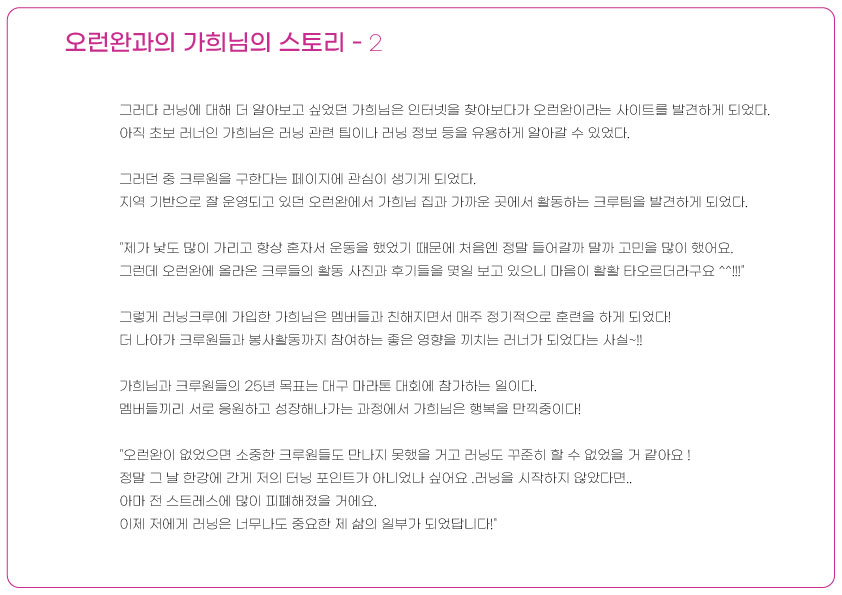 오런완과의 가희님의 스토리 - 2
그러다 러닝에 대해 더 알아보고 싶었던 가희님은 인터넷을 찾아보다가 오런완이라는 사이트를 발견하게 되었다.
아직 초보 러너인 가희님은 러닝 관련 팁이나 러닝 정보 등을 유용하게 알아갈 수 있었다.
그러던 중 크루원을 구한다는 페이지에 관심이 생기게 되었다.
지역 기반으로 잘 운영되고 있던 오런완에서 가희님 집과 가까운 곳에서 활동하는 크루팀을 발견하게 되었다.
"제가 낯도 많이 가리고 항상 혼자서 운동을 했었기 때문에 처음엔 정말 들어갈까 말까 고민을 많이 했어요.
그런데 오런완에 올라온 크루들의 활동 사진과 후기들을 몇일 보고 있으니 마음이 활활 타오르더라구요 ^^!!!"
그렇게 러닝크루에 가입한 가희님은 멤버들과 친해지면서 매주 정기적으로 훈련을 하게 되었다!
더 나아가 크루원들과 봉사활동까지 참여하는 좋은 영향을 끼치는 러너가 되었다는 사실~!!
가희님과 크루원들의 25년 목표는 대구 마라톤 대회에 참가하는 일이다.
멤버들끼리 서로 응원하고 성장해나가는 과정에서 가희님은 행복을 만끽중이다!
"오런완이 없었으면 소중한 크루원들도 만나지 못했을 거고 러닝도 꾸준히 할 수 없었을 거 같아요 !
정말 그 날 한강에 간게 저의 터닝 포인트가 아니었나 싶어요 .러닝을 시작하지 않았다면..
아마 전 스트레스에 많이 피폐해졌을 거에요.
이제 저에게 러닝은 너무나도 중요한 제 삶의 일부가 되었답니다!"